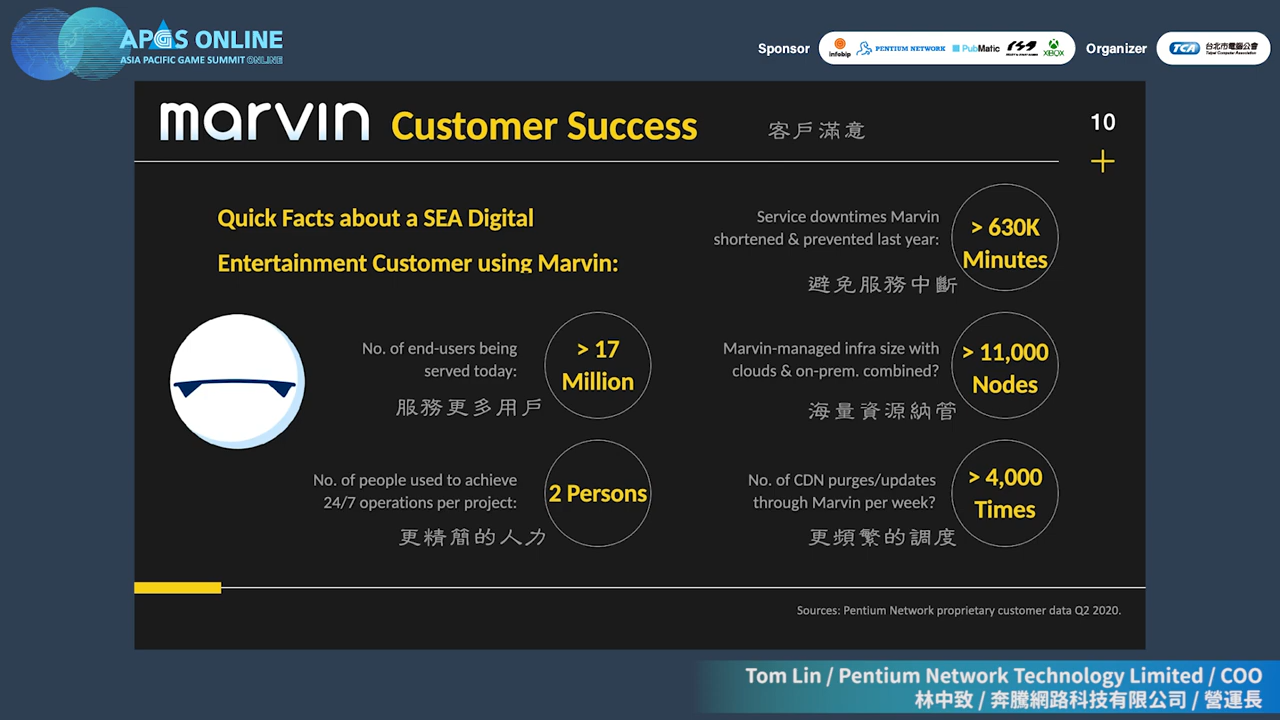 APGS ONLINE
ASIA PACIFIC GAME SUMMIT ONLINE
Sponsor
infobip
PENTIUM NETWORK
PubMatic
XBOX
Organizer
TCA
台北市電腦公會
Taipei Computer Association
marvin Customer Success 客戶滿意
10
Quick Facts about a SEA Digital
Entertainment Customer using Marvin:
No. of end-users being
served today:
> 17
Million
服務更多用戶
No. of people used to achieve
24/7 operations per project:
2 Persons
更精簡的人力
Service downtimes Marvin
shortened & prevented last year:
> 630K
Minutes
避免服務中斷
Marvin-managed infra size with
clouds & on-prem. combined?
> 11,000
Nodes
海量資源納管
No. of CDN purges/updates
through Marvin per week?
> 4,000
Times
更頻繁的調度
Sources: Pentium Network proprietary customer data Q2 2020.
Tom Lin / Pentium Network Technology Limited / COO
林中致 / 奔騰網路科技有限公司 / 營運長